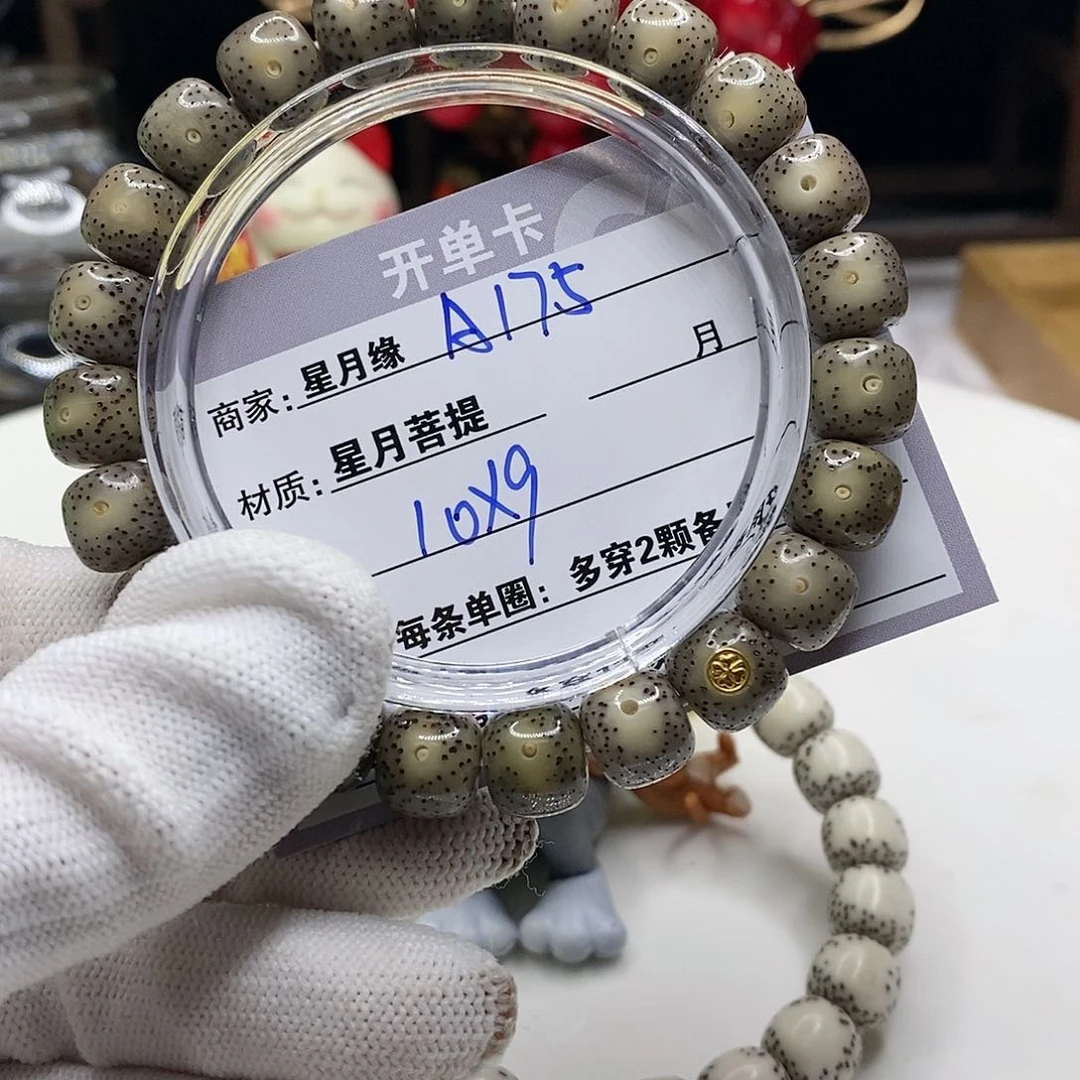 开单卡
商家：星月缘 A175
月
材质：星月菩提
10X9
每条单圈：多穿2颗备